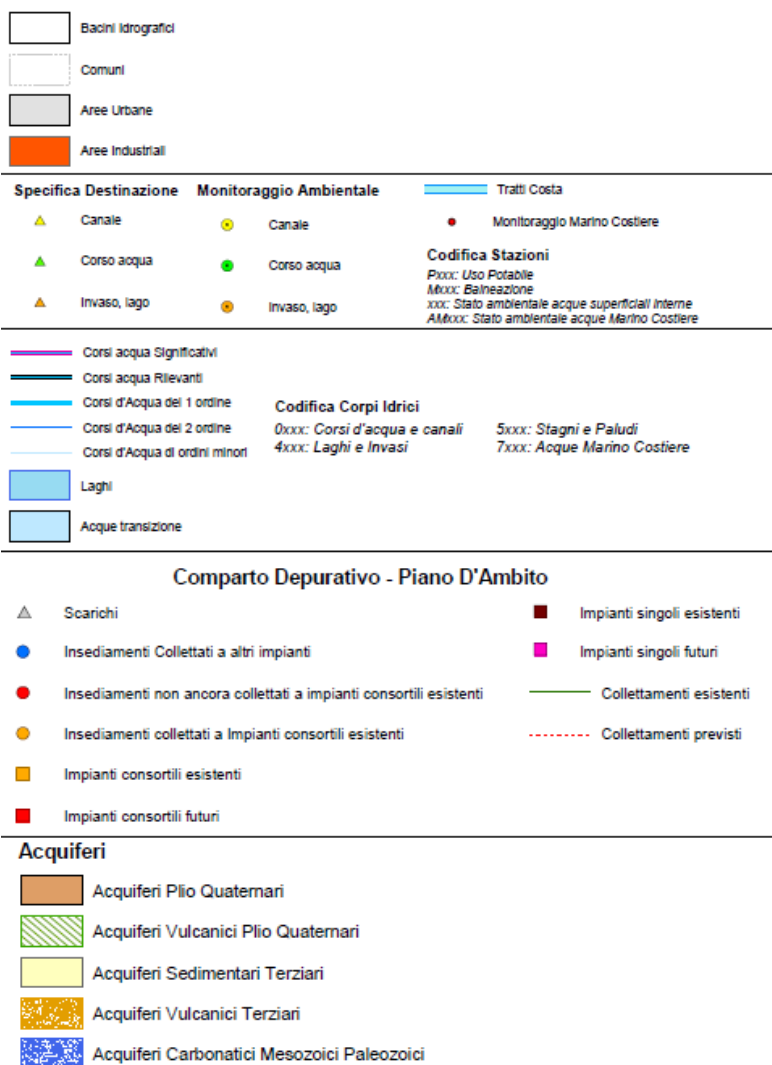 Bacini Idrografici
Comuni
Aree Urbane
Aree Industriali
Specifica Destinazione
Canale
Corso acqua
Invaso, lago
Monitoraggio Ambientale
Canale
Corso acqua
Invaso, lago
Tratti Costa
Monitoraggio Marino Costiere
Codifica Stazioni
Pxxx: Uso Potabile
Mxxx: Balneazione
xxx: Stato ambientale acque superficiali interne
AMxxx: Stato ambientale acque Marino Costiere
Corsi acqua Significativi
Corsi acqua Rilevanti
Corsi d'Acqua del 1 ordine
Corsi d'Acqua del 2 ordine
Corsi d'Acqua di ordini minori
Laghi
Acque transizione
Codifica Corpi Idrici
0xxx: Corsi d'acqua e canali
4xxx: Laghi e Invasi
5xxx: Stagni e Paludi
7xxx: Acque Marino Costiere
Comparto Depurativo - Piano D'Ambito
Scarichi
Insediamenti Collettati a altri impianti
Insediamenti non ancora collettati a impianti consortili esistenti
Insediamenti collettati a Impianti consortili esistenti
Impianti consortili esistenti
Impianti consortili futuri
Impianti singoli esistenti
Impianti singoli futuri
Collettamenti esistenti
Collettamenti previsti
Acquiferi
Acquiferi Plio Quaternari
Acquiferi Vulcanici Plio Quaternari
Acquiferi Sedimentari Terziari
Acquiferi Vulcanici Terziari
Acquiferi Carbonatici Mesozoici Paleozoici